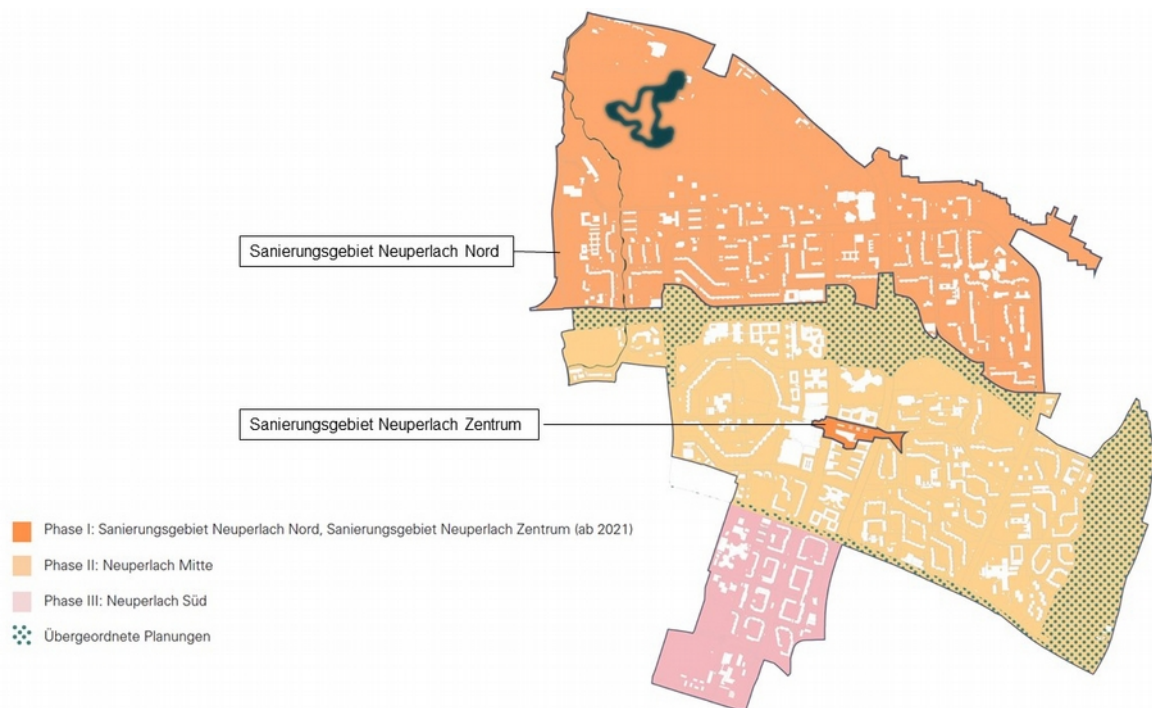 Sanierungsgebiet Neuperlach Nord
Sanierungsgebiet Neuperlach Zentrum
Phase I: Sanierungsgebiet Neuperlach Nord, Sanierungsgebiet Neuperlach Zentrum (ab 2021)
Phase II: Neuperlach Mitte
Phase III: Neuperlach Süd
Übergeordnete Planungen